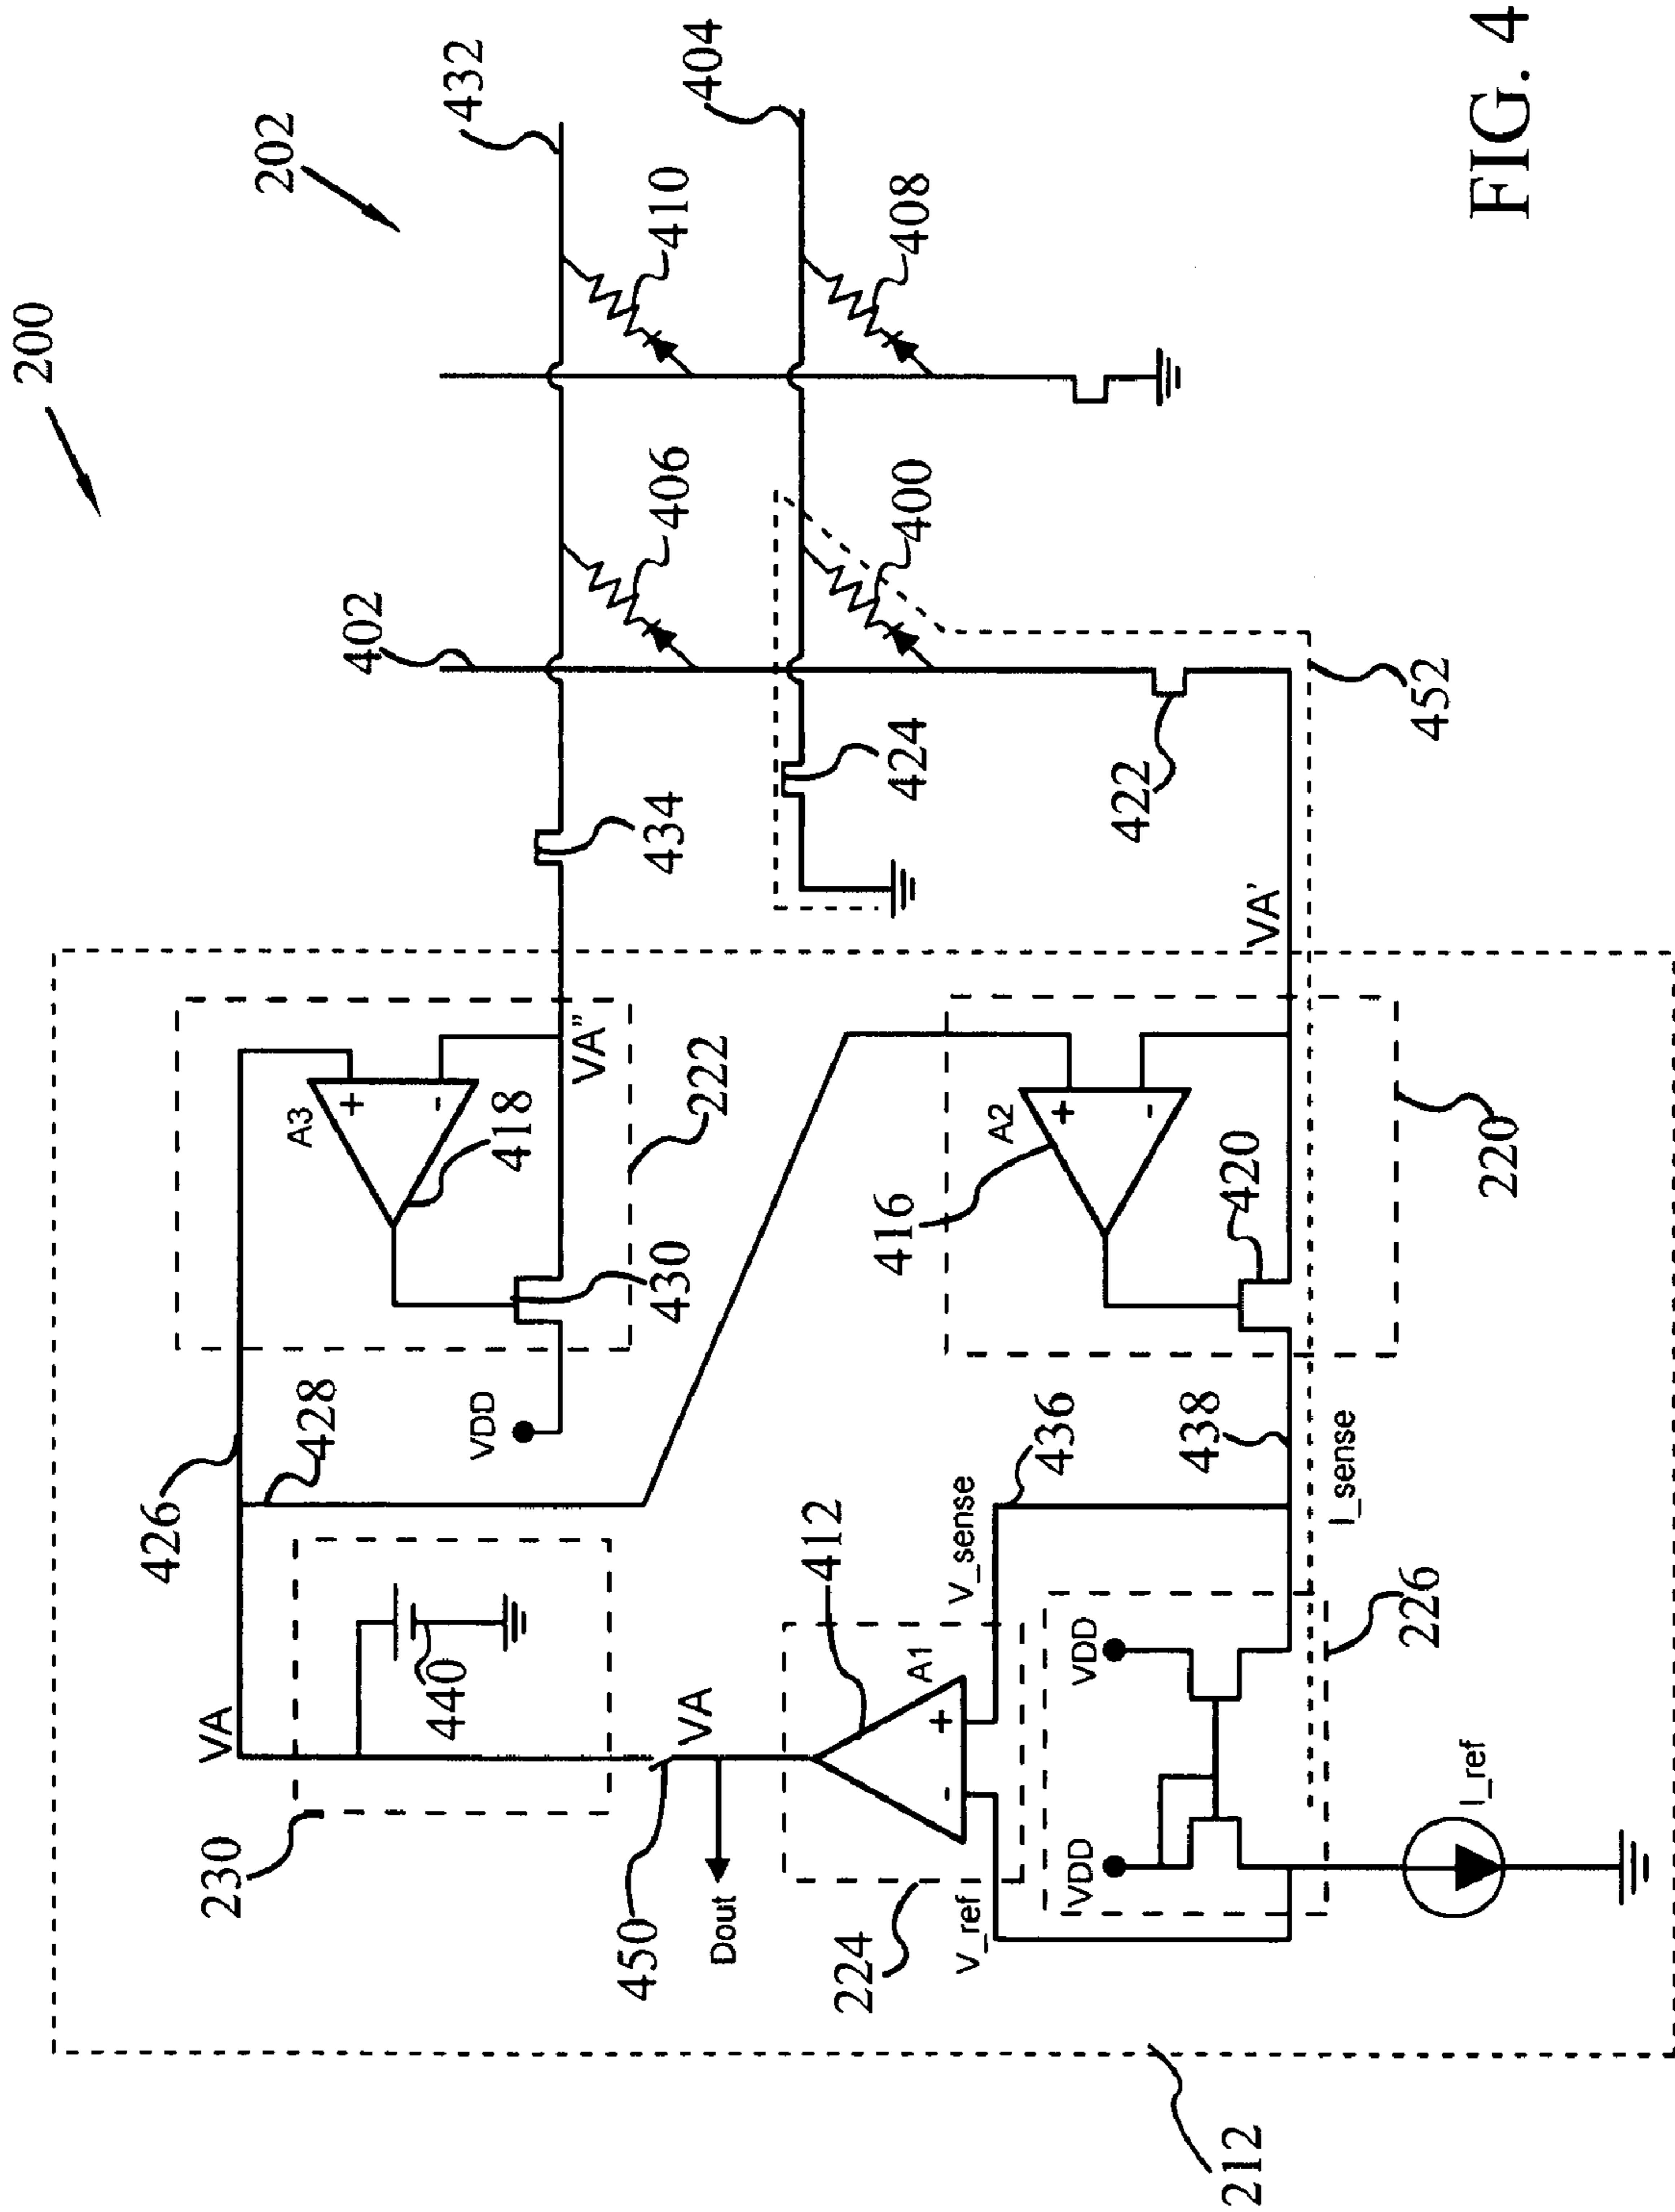 200
202
432
410
404
408
402
406
400
434
424
422
452
426
428
VA
A3
+
-
418
VA"
222
430
VDD
230
440
450
VA
Dout
412
V_sense
436
A1
+
-
224
V_ref
A2
+
-
416
420
VA'
220
438
I_sense
VDD
VDD
226
I_ref
212
FIG. 4